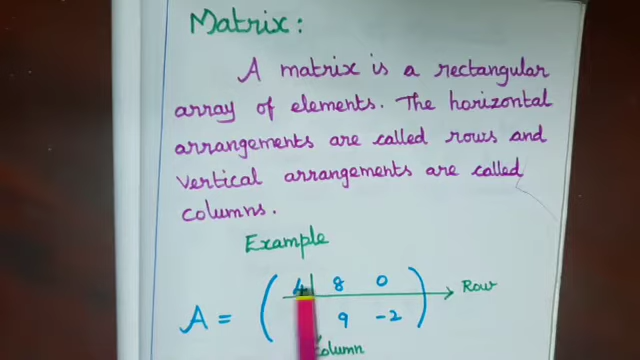 Matrix:
A matrix is a rectangular
array of elements. The horizontal
arrangements are called rows and
vertical arrangements are called
columns.
Example
4 8 0 Row
A = ( 9 -2 )
Column